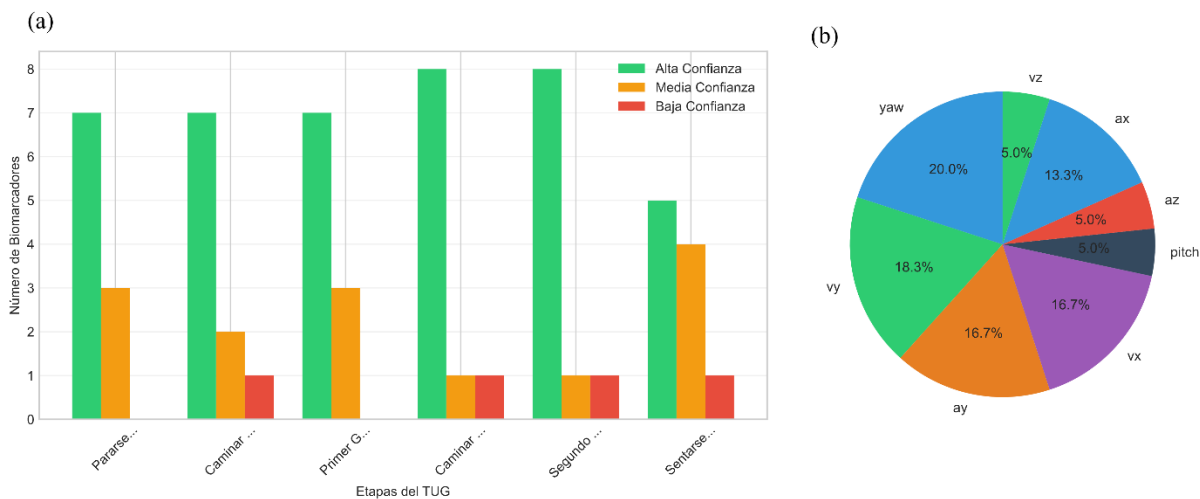 (a)
Número de Biomarcadores
8
7
6
5
4
3
2
1
0
Alta Confianza
Media Confianza
Baja Confianza
Pararse...
Caminar ...
Primer G...
Caminar ...
Segundo ...
Sentarse...
Etapas del TUG
(b)
vz
ax
az
pitch
vx
ay
vy
yaw
5.0%
13.3%
5.0%
5.0%
16.7%
16.7%
18.3%
20.0%